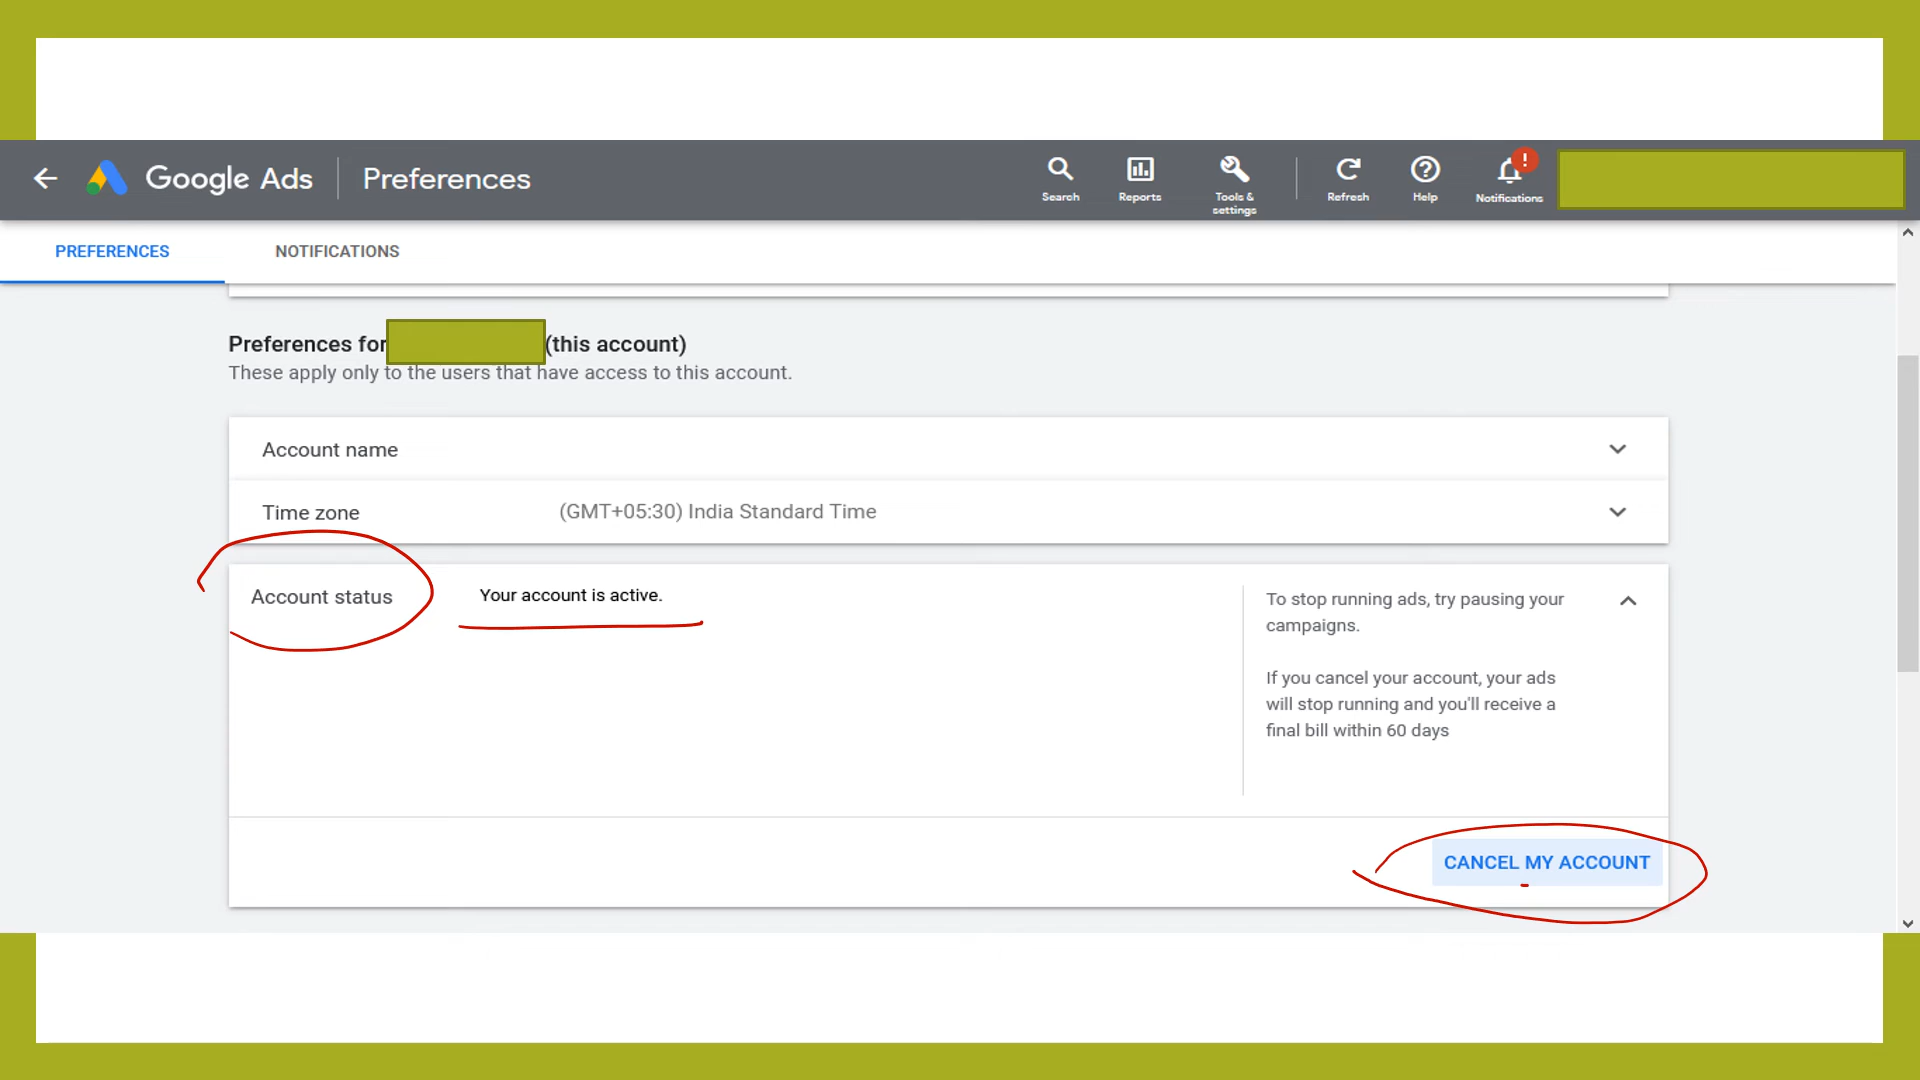 Google Ads
Preferences
Search
Reports
Tools &
settings
Refresh
Help
!
Notifications
PREFERENCES
NOTIFICATIONS
Preferences for (this account)
These apply only to the users that have access to this account.
Account name
Time zone
(GMT+05:30) India Standard Time
Account status
Your account is active.
To stop running ads, try pausing your
campaigns.
If you cancel your account, your ads
will stop running and you'll receive a
final bill within 60 days
CANCEL MY ACCOUNT